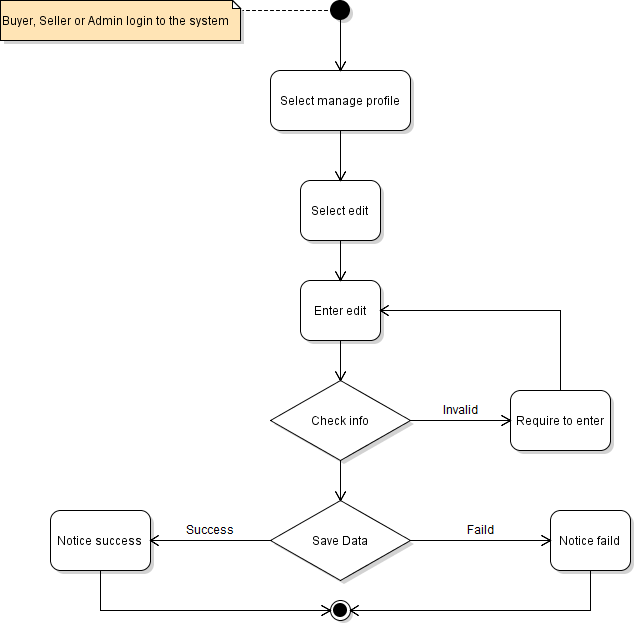 Buyer, Seller or Admin login to the system
Select manage profile
Select edit
Enter edit
Check info
Invalid
Require to enter
Notice success
Success
Save Data
Faild
Notice faild